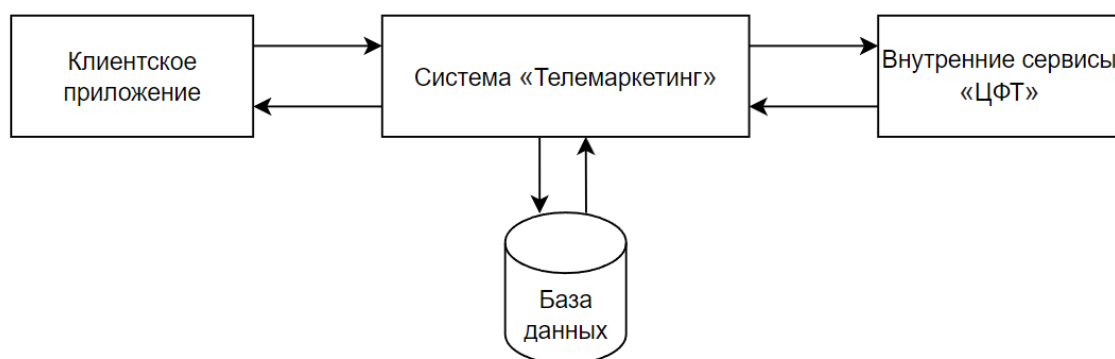 Клиентское
приложение
Система «Телемаркетинг»
Внутренние сервисы
«ЦФТ»
База
данных